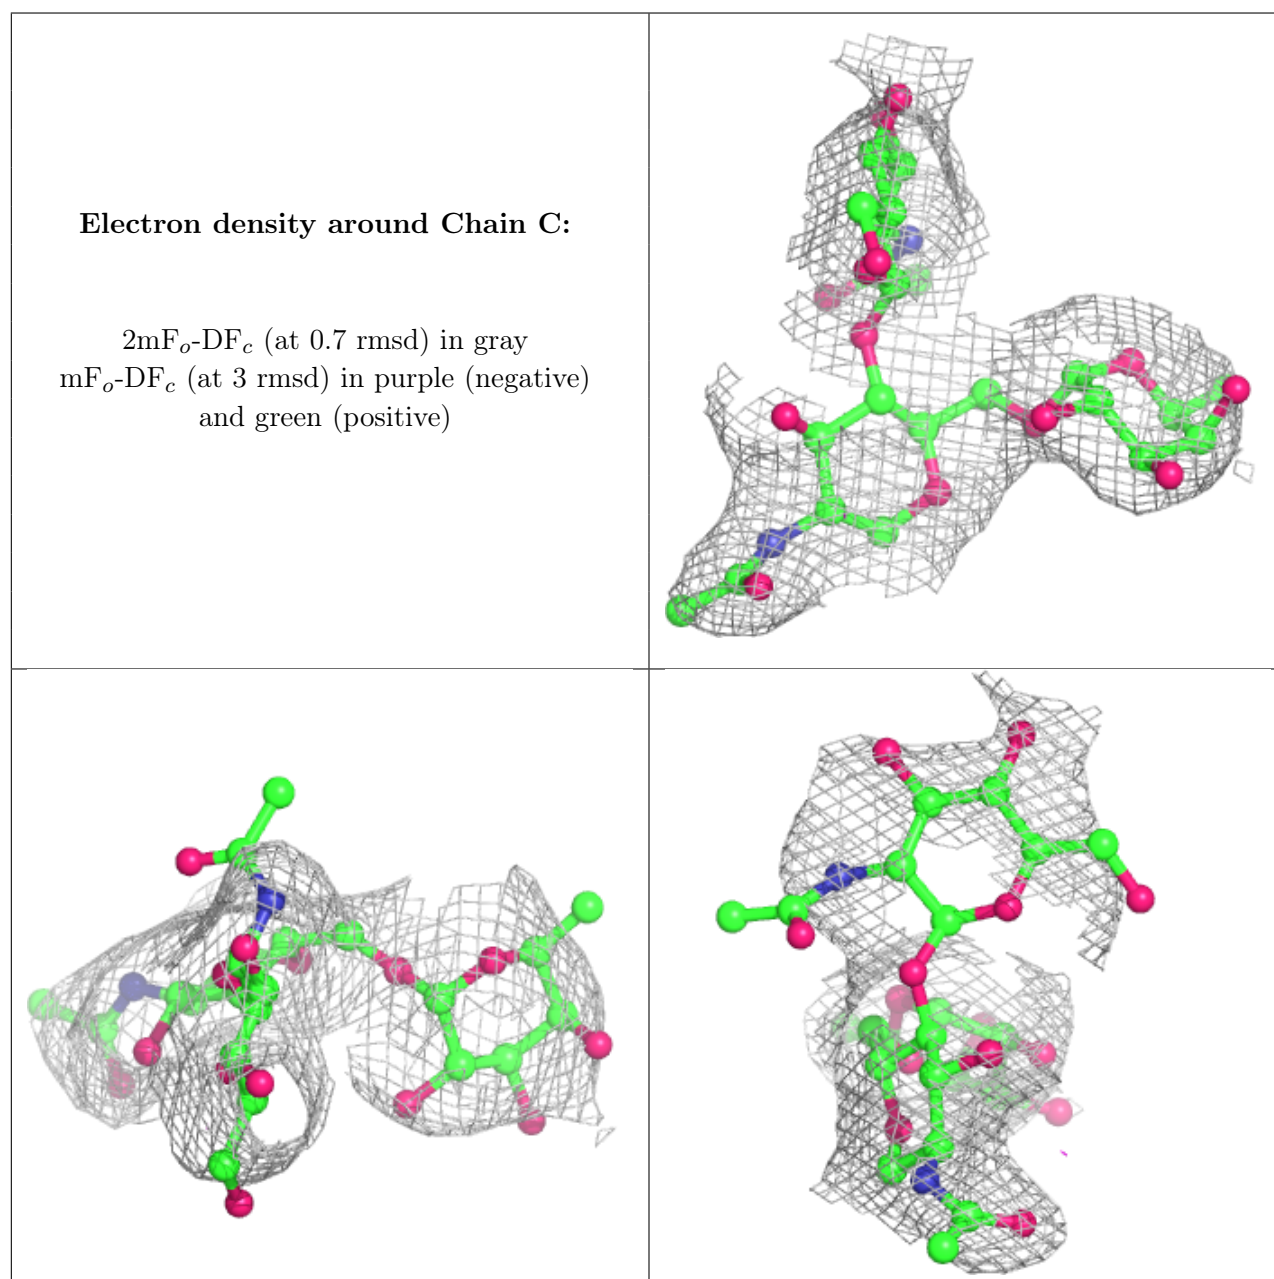 Electron density around Chain C:
2mFₒ-DF𝒸 (at 0.7 rmsd) in gray
mFₒ-DF𝒸 (at 3 rmsd) in purple (negative)
and green (positive)